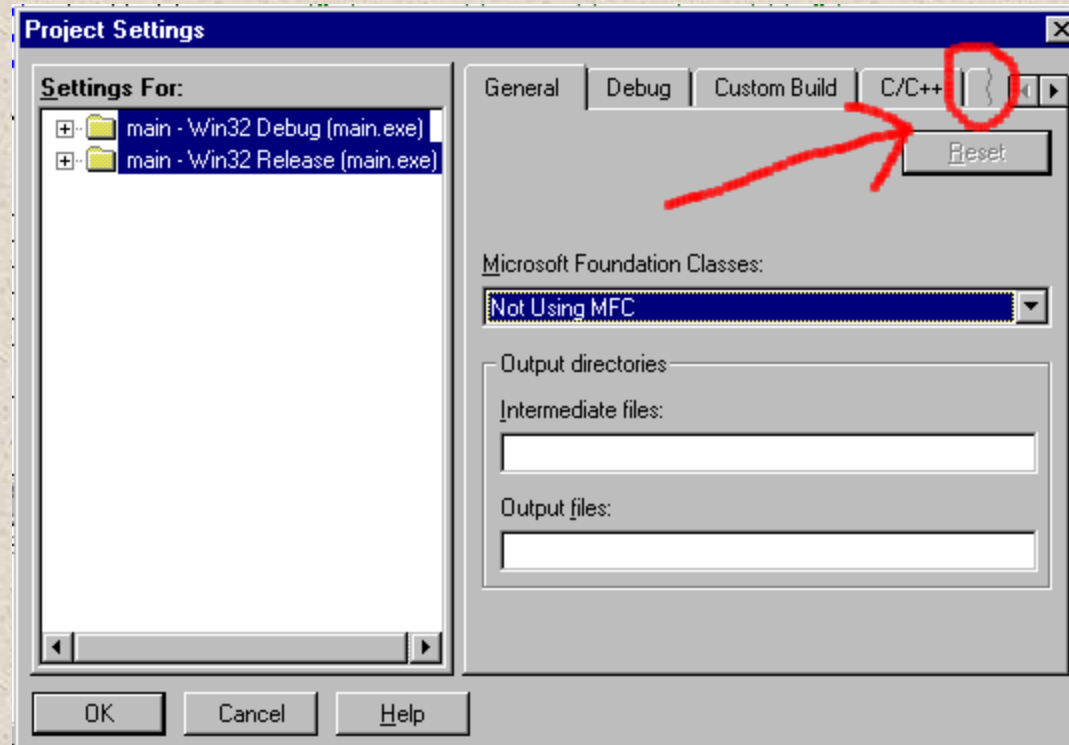 Project Settings
Settings For:
main - Win32 Debug (main.exe)
main - Win32 Release (main.exe)
General
Debug
Custom Build
C/C++
Reset
Microsoft Foundation Classes:
Not Using MFC
Output directories
Intermediate files:
Output files:
OK
Cancel
Help